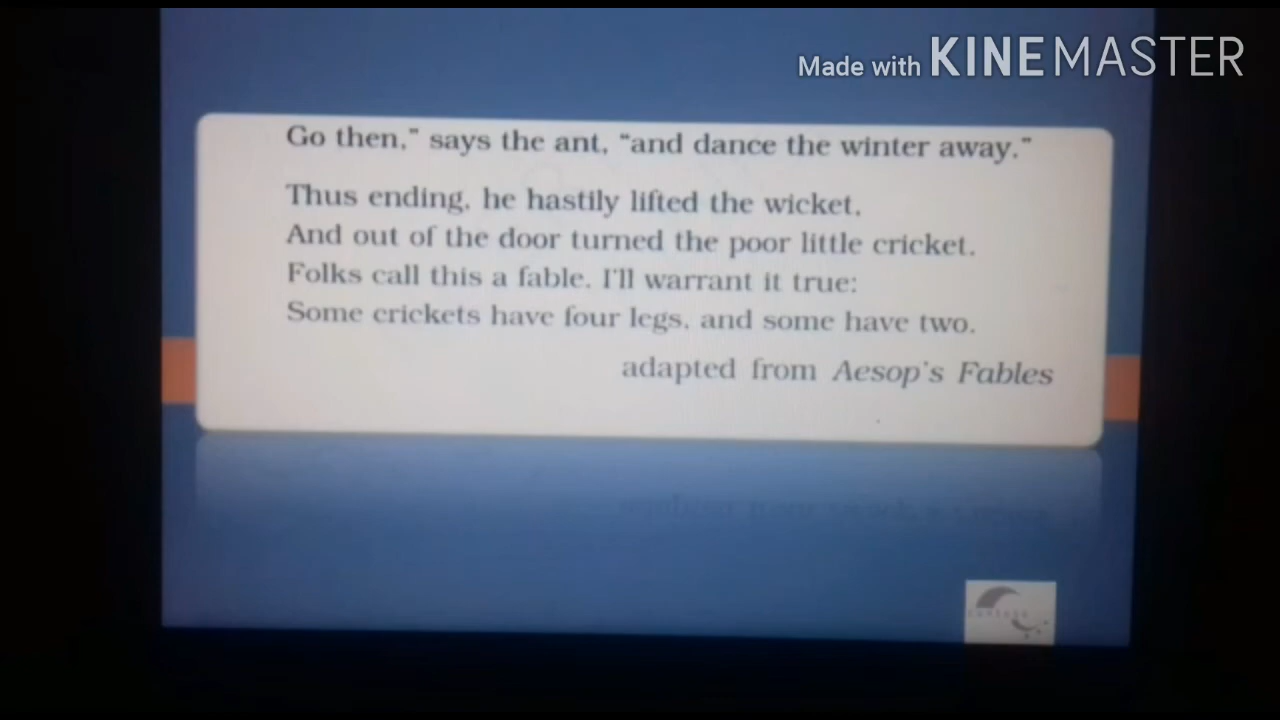 Made with KINEMASTER
Go then," says the ant, "and dance the winter away."
Thus ending, he hastily lifted the wicket,
And out of the door turned the poor little cricket.
Folks call this a fable. I'll warrant it true:
Some crickets have four legs, and some have two.
adapted from Aesop's Fables